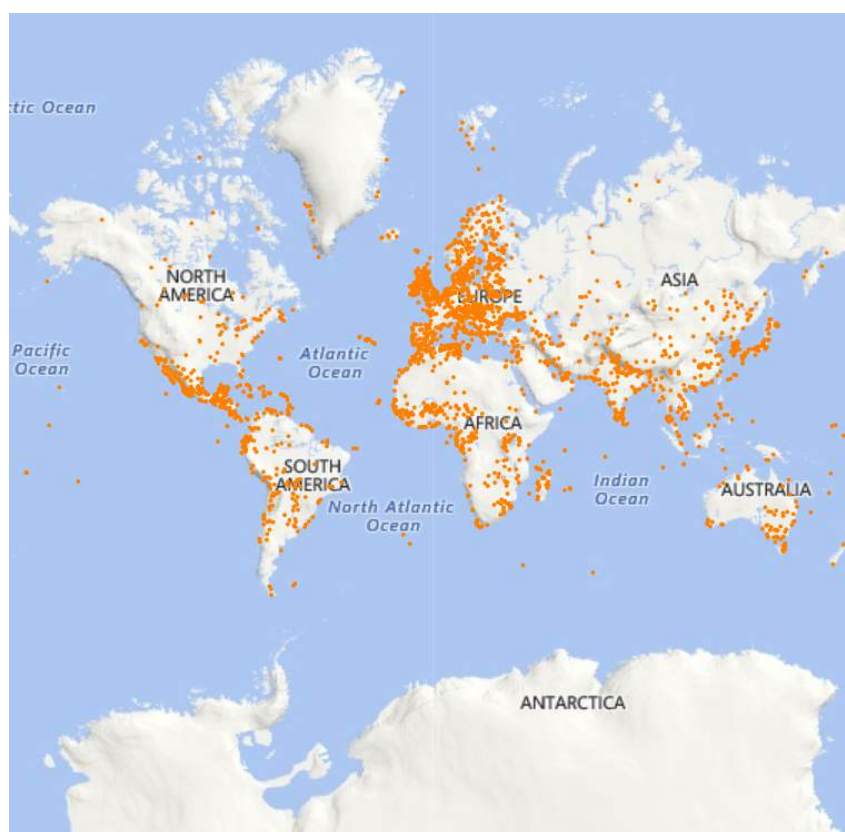 ctic Ocean
NORTH
AMERICA
ASIA
EUROPE
Pacific
Ocean
Atlantic
Ocean
AFRICA
SOUTH
AMERICA
Indian
Ocean
AUSTRALIA
North Atlantic
Ocean
ANTARCTICA